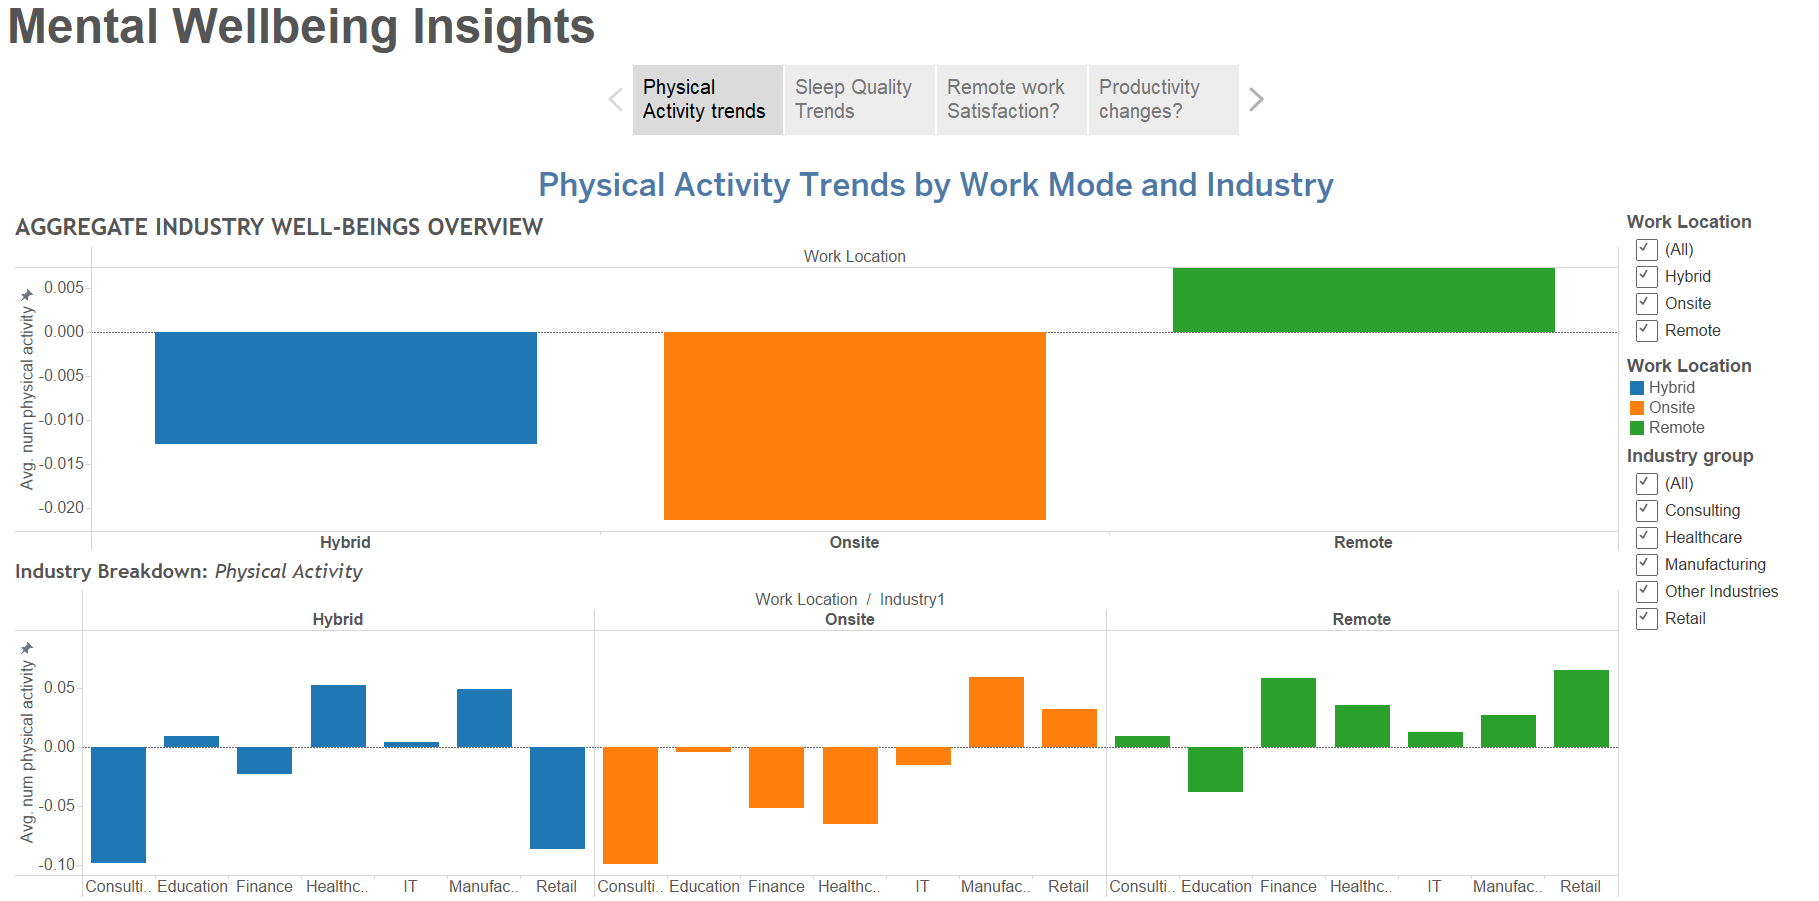 Mental Wellbeing Insights
Physical
Activity trends
Sleep Quality
Trends
Remote work
Satisfaction?
Productivity
changes?
Physical Activity Trends by Work Mode and Industry
AGGREGATE INDUSTRY WELL-BEINGS OVERVIEW
Work Location
Avg. num physical activity
0.005
0.000
-0.005
-0.010
-0.015
-0.020
Hybrid
Onsite
Remote
Industry Breakdown: Physical Activity
Work Location / Industry1
Hybrid
Onsite
Remote
Avg. num physical activity
0.05
0.00
-0.05
-0.10
Consulti.. Education Finance Healthc.. IT Manufac.. Retail
Consulti.. Education Finance Healthc.. IT Manufac.. Retail
Consulti.. Education Finance Healthc.. IT Manufac.. Retail
Work Location
(All)
Hybrid
Onsite
Remote
Work Location
Hybrid
Onsite
Remote
Industry group
(All)
Consulting
Healthcare
Manufacturing
Other Industries
Retail